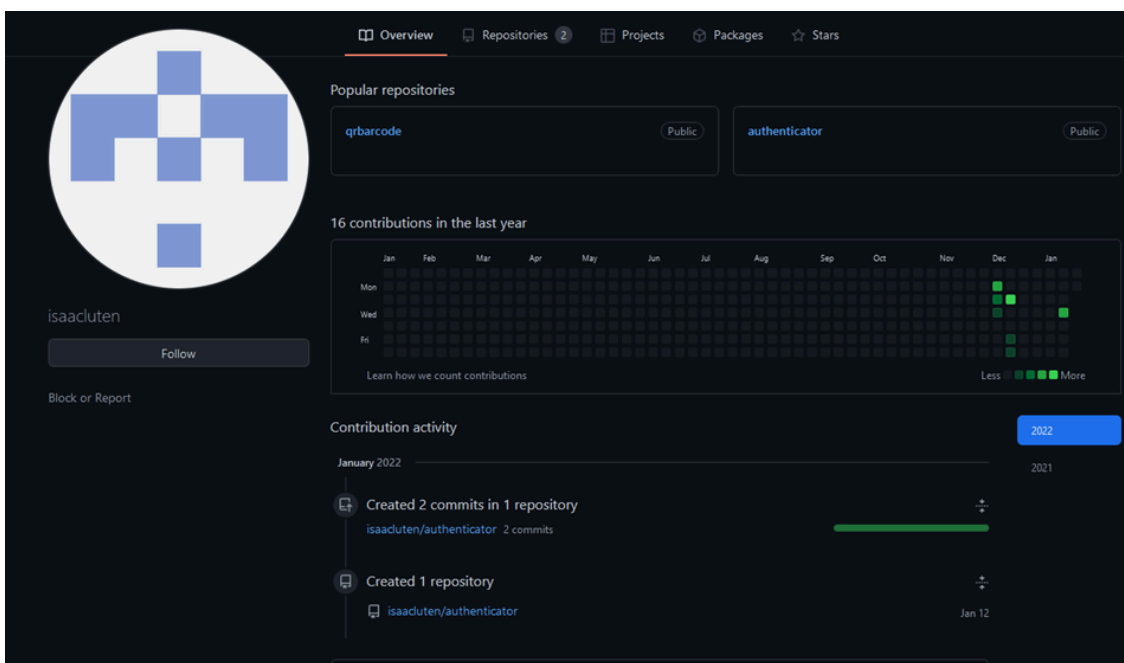 Overview Repositories 2 Projects Packages Stars
Popular repositories
qrbarcode Public authenticator Public
16 contributions in the last year
Jan Feb Mar Apr May Jun Jul Aug Sep Oct Nov Dec Jan
Mon
Wed
Fri
Learn how we count contributions Less More
isaacluten
Follow
Block or Report
Contribution activity
2022
2021
January 2022
Created 2 commits in 1 repository
isaacluten/authenticator 2 commits
Created 1 repository
isaacluten/authenticator Jan 12